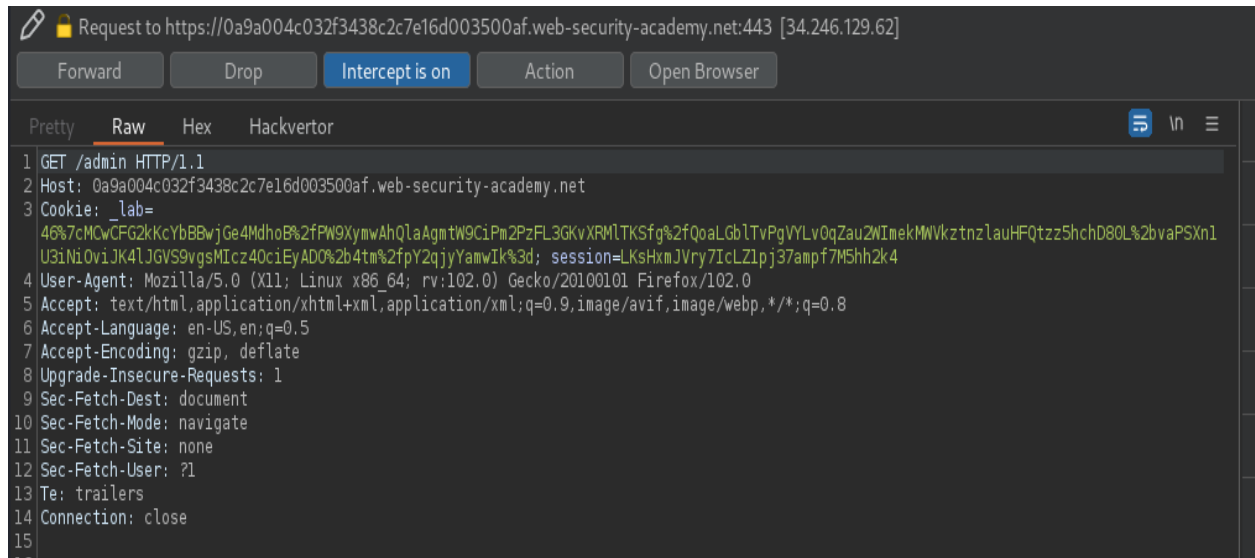 Request to https://0a9a004c032f3438c2c7e16d003500af.web-security-academy.net:443 [34.246.129.62]
Forward Drop Intercept is on Action Open Browser
Pretty Raw Hex Hackvertor \n
1 GET /admin HTTP/1.1
2 Host: 0a9a004c032f3438c2c7e16d003500af.web-security-academy.net
3 Cookie: _lab=
46%7cMCwCFG2kKcYbBBwjGe4MdhoB%2fPW9XymwAhQlaAgmtW9CiPm2PzFL3GKvXRMlTKSfg%2fQoaLGblTvPgVYLvOqZau2WImekMWVkztnzlauHFQtzz5hchD80L%2bvaPSXn1
U3iNiOviJK4lJGVS9vgsMIcz4OciEyADO%2b4tm%2fpY2qjyYamwIk%3d; session=LKsHxmJVry7IcLZ1pj37ampf7M5hh2k4
4 User-Agent: Mozilla/5.0 (X11; Linux x86_64; rv:102.0) Gecko/20100101 Firefox/102.0
5 Accept: text/html,application/xhtml+xml,application/xml;q=0.9,image/avif,image/webp,*/*;q=0.8
6 Accept-Language: en-US,en;q=0.5
7 Accept-Encoding: gzip, deflate
8 Upgrade-Insecure-Requests: 1
9 Sec-Fetch-Dest: document
10 Sec-Fetch-Mode: navigate
11 Sec-Fetch-Site: none
12 Sec-Fetch-User: ?1
13 Te: trailers
14 Connection: close
15